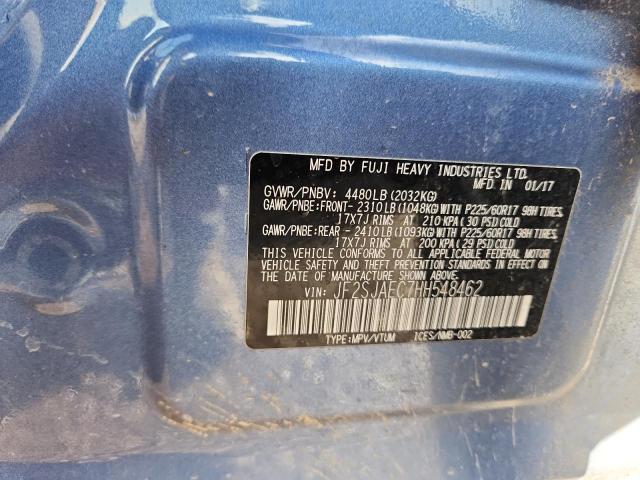 MFD BY FUJI HEAVY INDUSTRIES LTD.
MFD.IN 01/17
GVWR/PNBV: 4480LB(2032KG)
GAWR/PNBE:FRONT- 2310LB(1048KG)WITH P225/60R17 98H TIRES,
17X7J RIMS AT 210 KPA(30 PSI)COLD
GAWR/PNBE:REAR - 2410LB(1093KG)WITH P225/60R17 98H TIRES,
17X7J RIMS AT 200 KPA(29 PSI)COLD
THIS VEHICLE CONFORMS TO ALL APPLICABLE FEDERAL MOTOR
VEHICLE SAFETY AND THEFT PREVENTION STANDARDS IN EFFECT ON
THE DATE OF MANUFACTURE SHOWN ABOVE.
VIN: JF2SJAEC7HH548462
TYPE:MPV/VTUM ICES/NMB-002